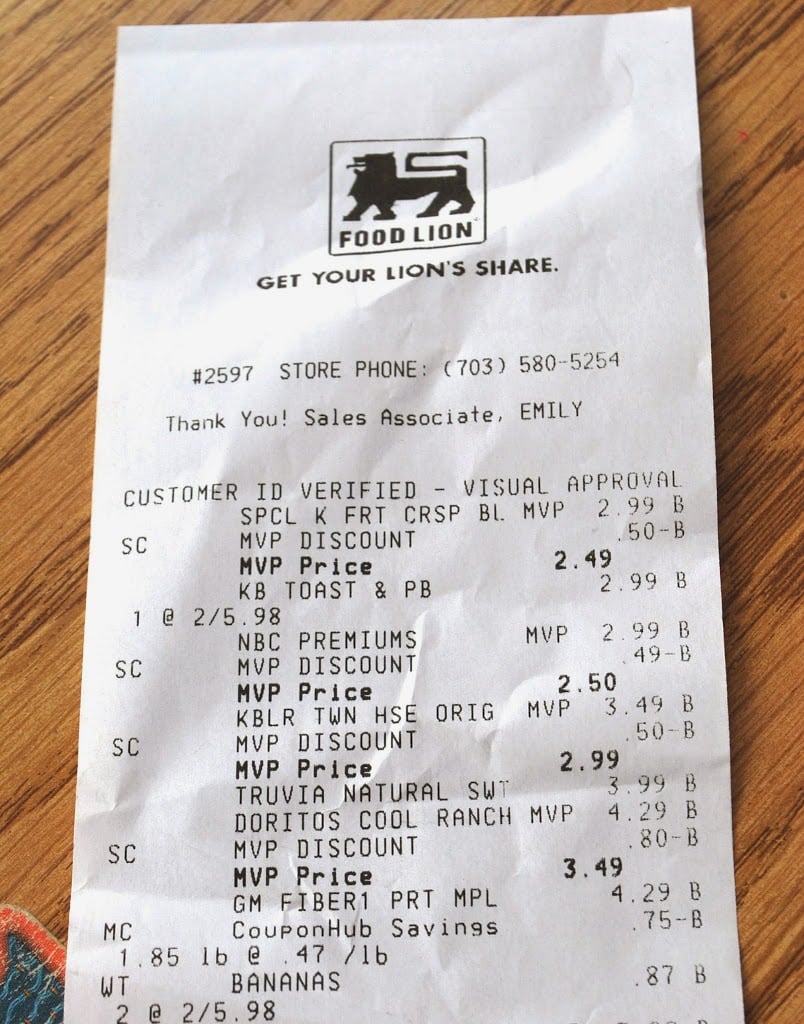 FOOD LION
GET YOUR LION'S SHARE.
#2597 STORE PHONE: (703) 580-5254
Thank You! Sales Associate, EMILY
CUSTOMER ID VERIFIED - VISUAL APPROVAL
SPCL K FRT CRSP BL MVP 2.99 B
SC MVP DISCOUNT .50-B
MVP Price 2.49
KB TOAST & PB 2.99 B
1 @ 2/5.98
NBC PREMIUMS MVP 2.99 B
SC MVP DISCOUNT .49-B
MVP Price 2.50
KBLR TWN HSE ORIG MVP 3.49 B
SC MVP DISCOUNT .50-B
MVP Price 2.99
TRUVIA NATURAL SWT 3.99 B
DORITOS COOL RANCH MVP 4.29 B
SC MVP DISCOUNT .80-B
MVP Price 3.49
GM FIBER1 PRT MPL 4.29 B
MC CouponHub Savings .75-B
1.85 lb @ .47 /lb
WT BANANAS .87 B
2 @ 2/5.98